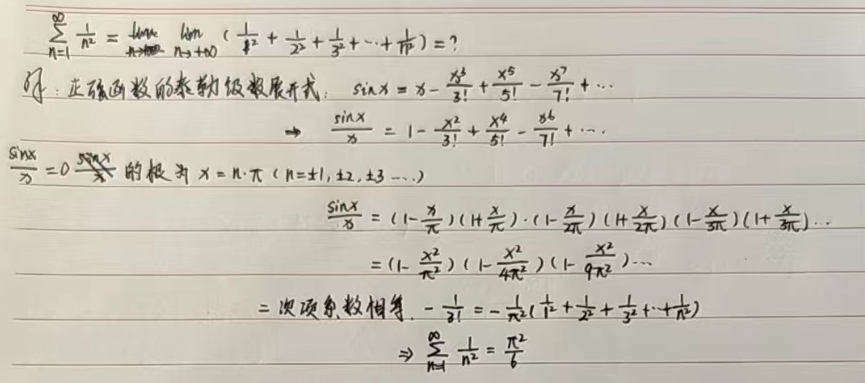 $\sum_{n=1}^{\infty} \frac{1}{n^2} = \lim_{n \to +\infty} (\frac{1}{1^2} + \frac{1}{2^2} + \frac{1}{3^2} + \cdots + \frac{1}{n^2}) = ?$
解:正弦函数的泰勒级数展开式: $\sin x = x - \frac{x^3}{3!} + \frac{x^5}{5!} - \frac{x^7}{7!} + \cdots$
$\Rightarrow \frac{\sin x}{x} = 1 - \frac{x^2}{3!} + \frac{x^4}{5!} - \frac{x^6}{7!} + \cdots$
$\frac{\sin x}{x} = 0$ 的根为 $x = n \cdot \pi$ ($n = \pm 1, \pm 2, \pm 3 \cdots$)
$\frac{\sin x}{x} = (1 - \frac{x}{\pi})(1 + \frac{x}{\pi}) \cdot (1 - \frac{x}{2\pi})(1 + \frac{x}{2\pi})(1 - \frac{x}{3\pi})(1 + \frac{x}{3\pi}) \cdots$
$= (1 - \frac{x^2}{\pi^2})(1 - \frac{x^2}{4\pi^2})(1 - \frac{x^2}{9\pi^2}) \cdots$
二次项系数相等. $-\frac{1}{3!} = -\frac{1}{\pi^2}(\frac{1}{1^2} + \frac{1}{2^2} + \frac{1}{3^2} + \cdots + \frac{1}{n^2})$
$\Rightarrow \sum_{n=1}^{\infty} \frac{1}{n^2} = \frac{\pi^2}{6}$